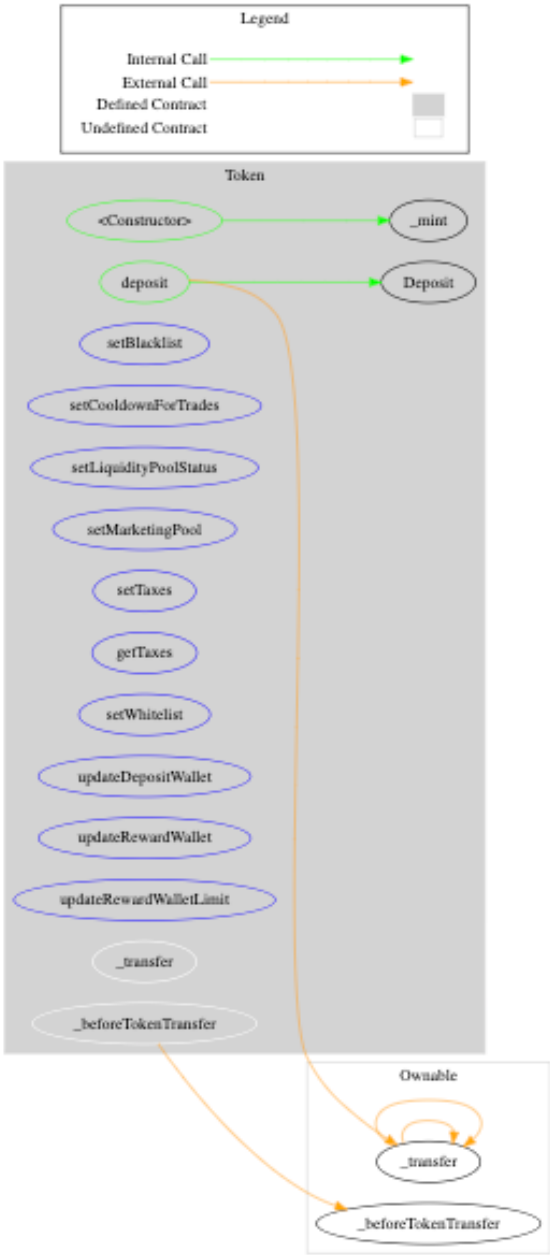 Legend
Internal Call
External Call
Defined Contract
Undefined Contract
Token
<Constructor>
_mint
deposit
Deposit
setBlacklist
setCooldownForTrades
setLiquidityPoolStatus
setMarketingPool
setTaxes
getTaxes
setWhitelist
updateDepositWallet
updateRewardWallet
updateRewardWalletLimit
_transfer
_beforeTokenTransfer
Ownable
_transfer
_beforeTokenTransfer